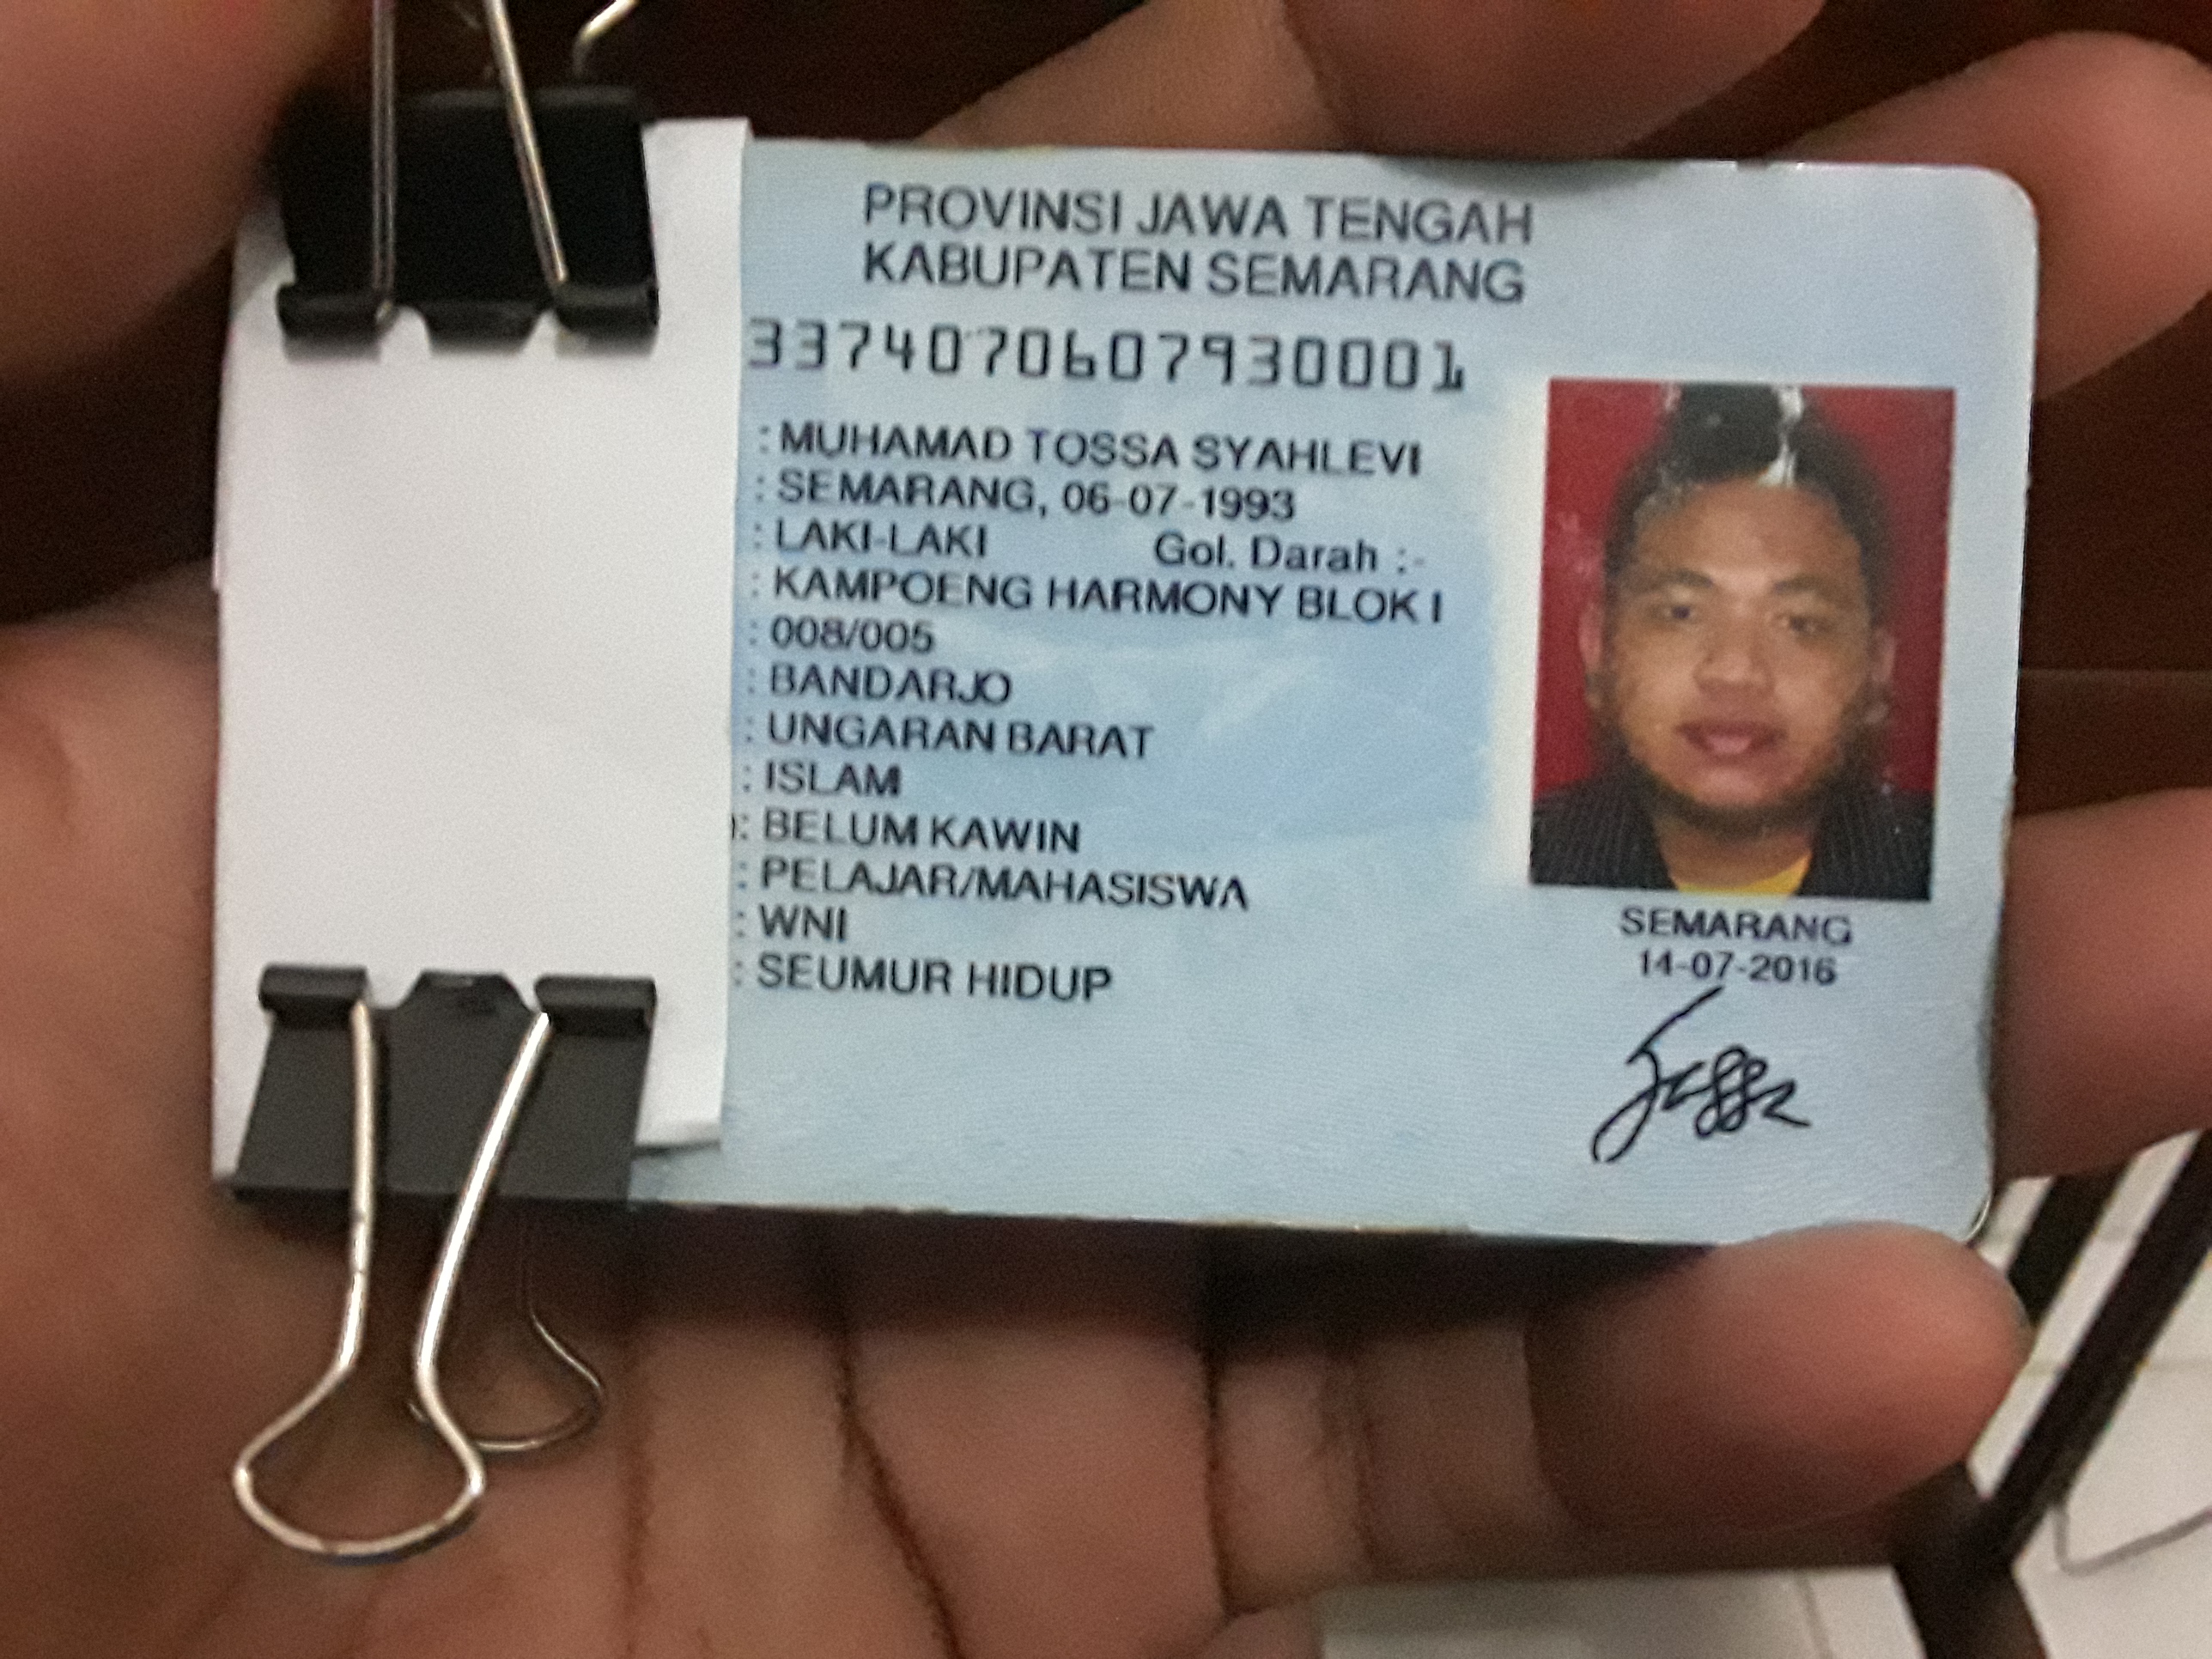 PROVINSI JAWA TENGAH
KABUPATEN SEMARANG
3374070607930001
: MUHAMAD TOSSA SYAHLEVI
: SEMARANG, 06-07-1993
: LAKI-LAKI Gol. Darah :-
: KAMPOENG HARMONY BLOK I
: 008/005
: BANDARJO
: UNGARAN BARAT
: ISLAM
: BELUM KAWIN
: PELAJAR/MAHASISWA
: WNI
: SEUMUR HIDUP
SEMARANG
14-07-2016